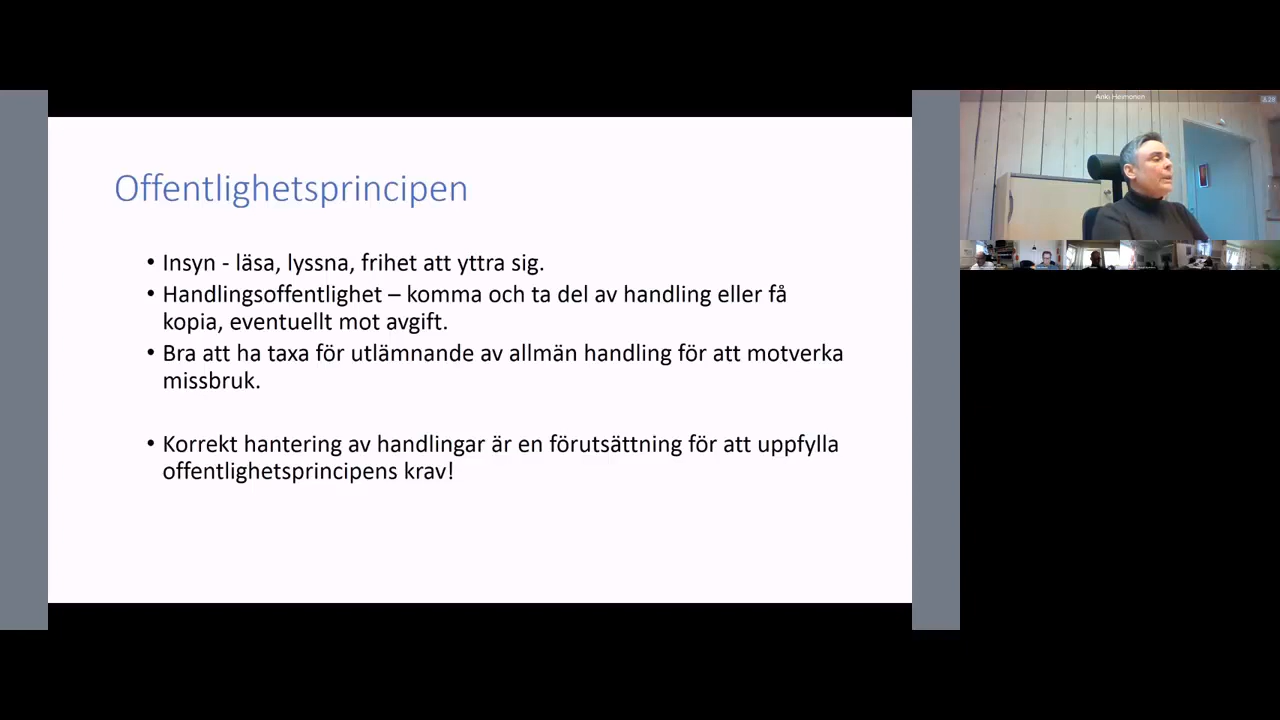 Offentlighetsprincipen
• Insyn - läsa, lyssna, frihet att yttra sig.
• Handlingsoffentlighet – komma och ta del av handling eller få
kopia, eventuellt mot avgift.
• Bra att ha taxa för utlämnande av allmän handling för att motverka
missbruk.
• Korrekt hantering av handlingar är en förutsättning för att uppfylla
offentlighetsprincipens krav!